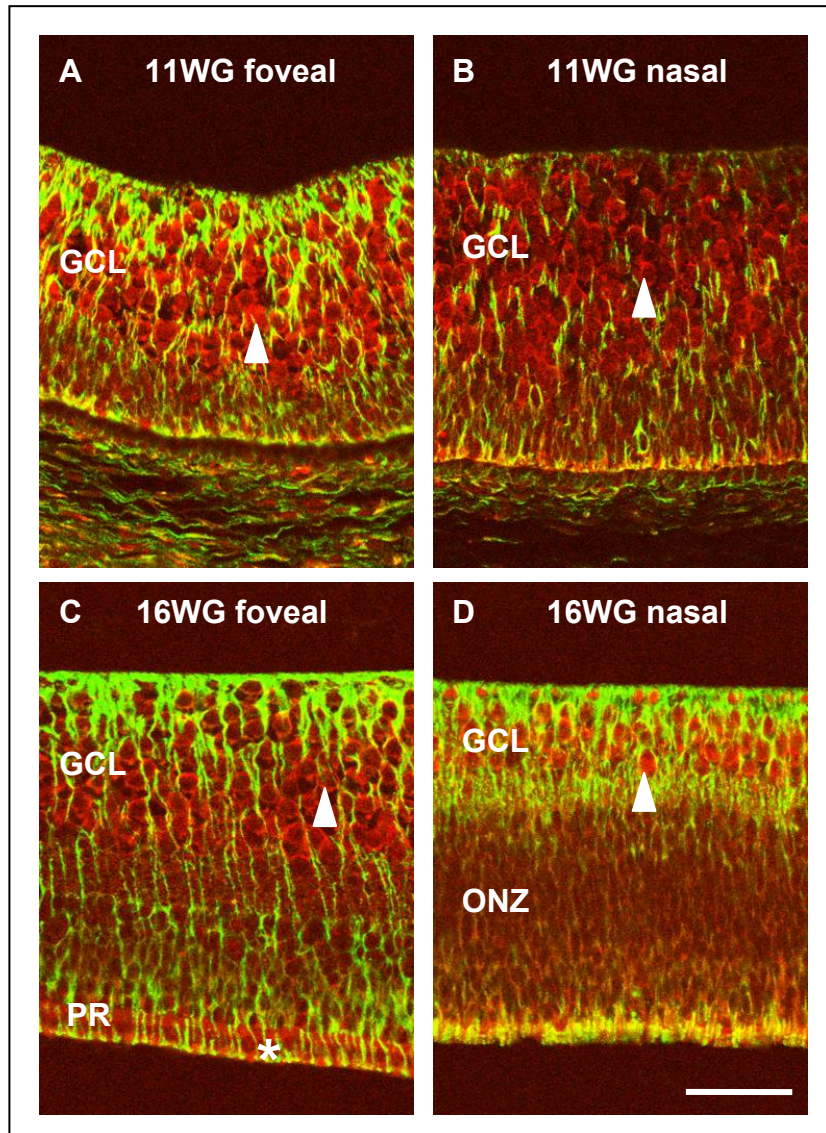 A 11WG foveal
GCL
B 11WG nasal
GCL
C 16WG foveal
GCL
PR
*
D 16WG nasal
GCL
ONZ